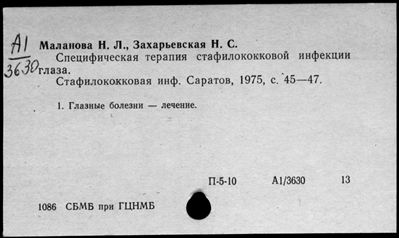 А1
3630
Маланова Н. Л., Захарьевская Н. С.
Специфическая терапия стафилококковой инфекции
глаза.
Стафилококковая инф. Саратов, 1975, с. 45—47.
1. Глазные болезни — лечение.
П-5-10 А1/3630 13
1086 СБМБ при ГЦНМБ